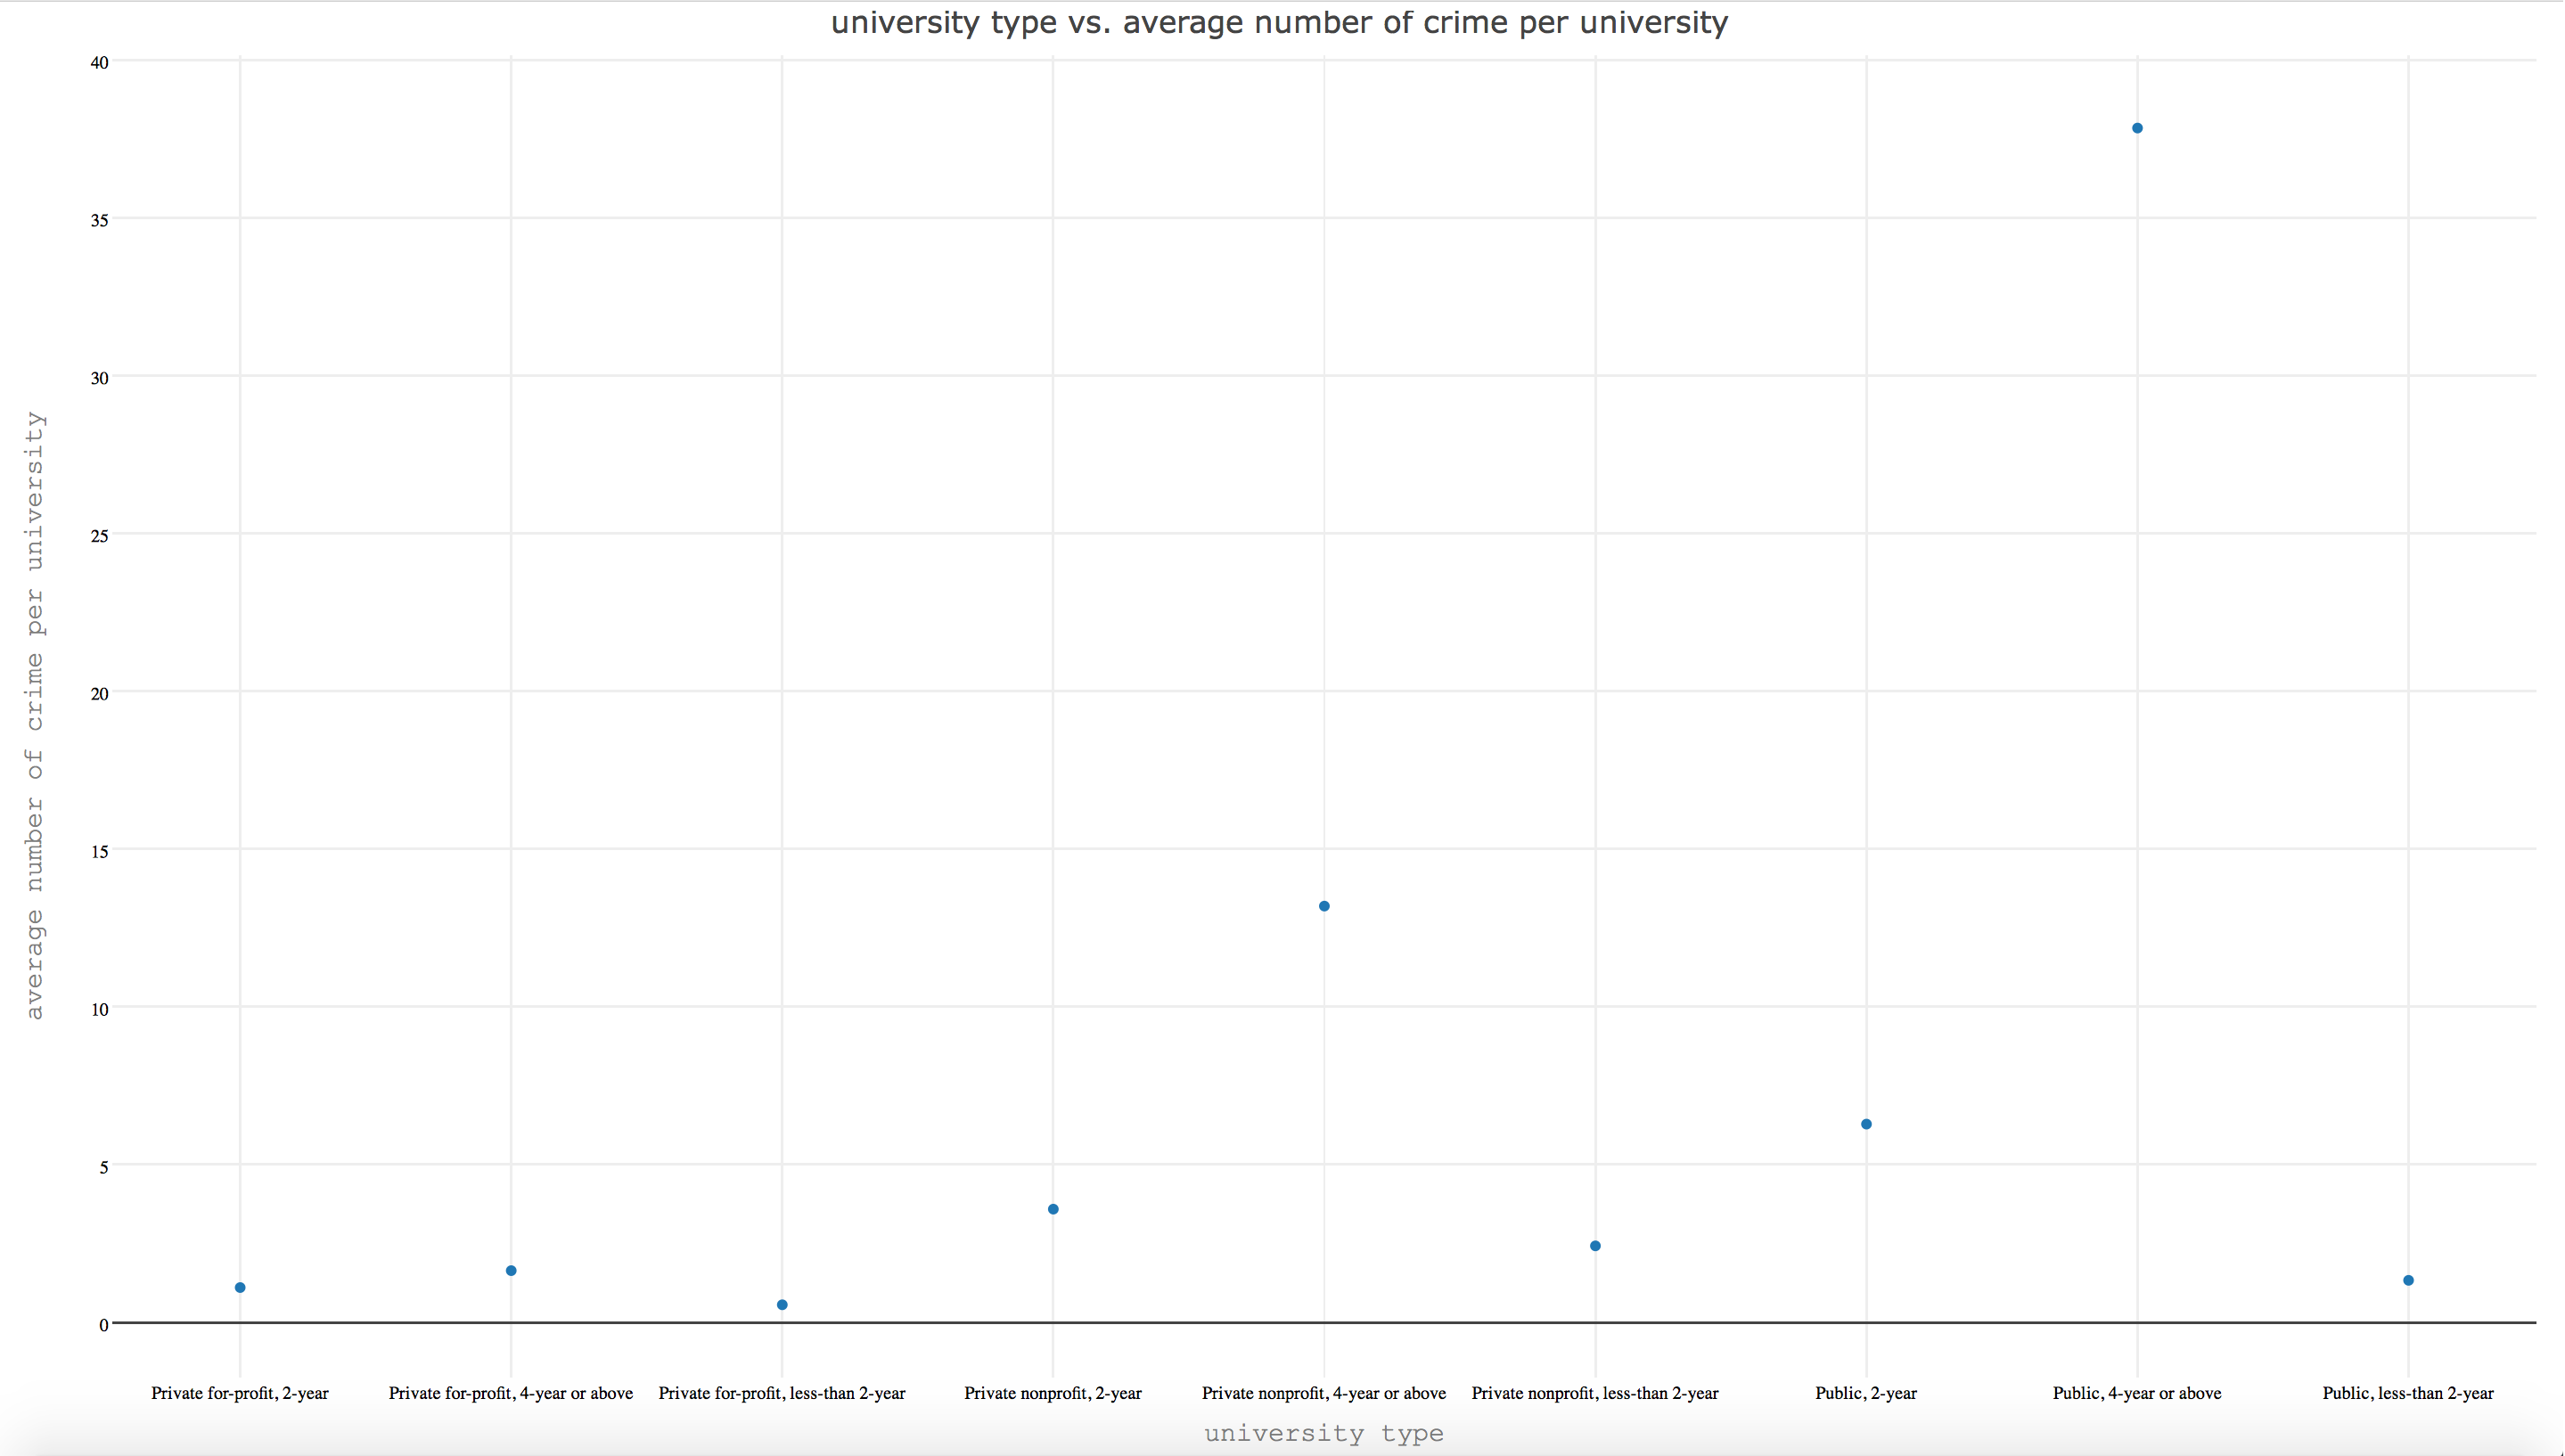 university type vs. average number of crime per university
40
35
30
25
20
15
10
5
0
average number of crime per university
Private for-profit, 2-year
Private for-profit, 4-year or above
Private for-profit, less-than 2-year
Private nonprofit, 2-year
Private nonprofit, 4-year or above
Private nonprofit, less-than 2-year
Public, 2-year
Public, 4-year or above
Public, less-than 2-year
university type